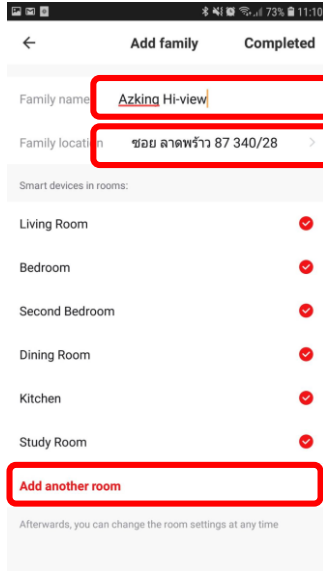 73% 11:10
Add family Completed
Family name Azking Hi-view
Family location ซอย ลาดพร้าว 87 340/28
Smart devices in rooms:
Living Room
Bedroom
Second Bedroom
Dining Room
Kitchen
Study Room
Add another room
Afterwards, you can change the room settings at any time